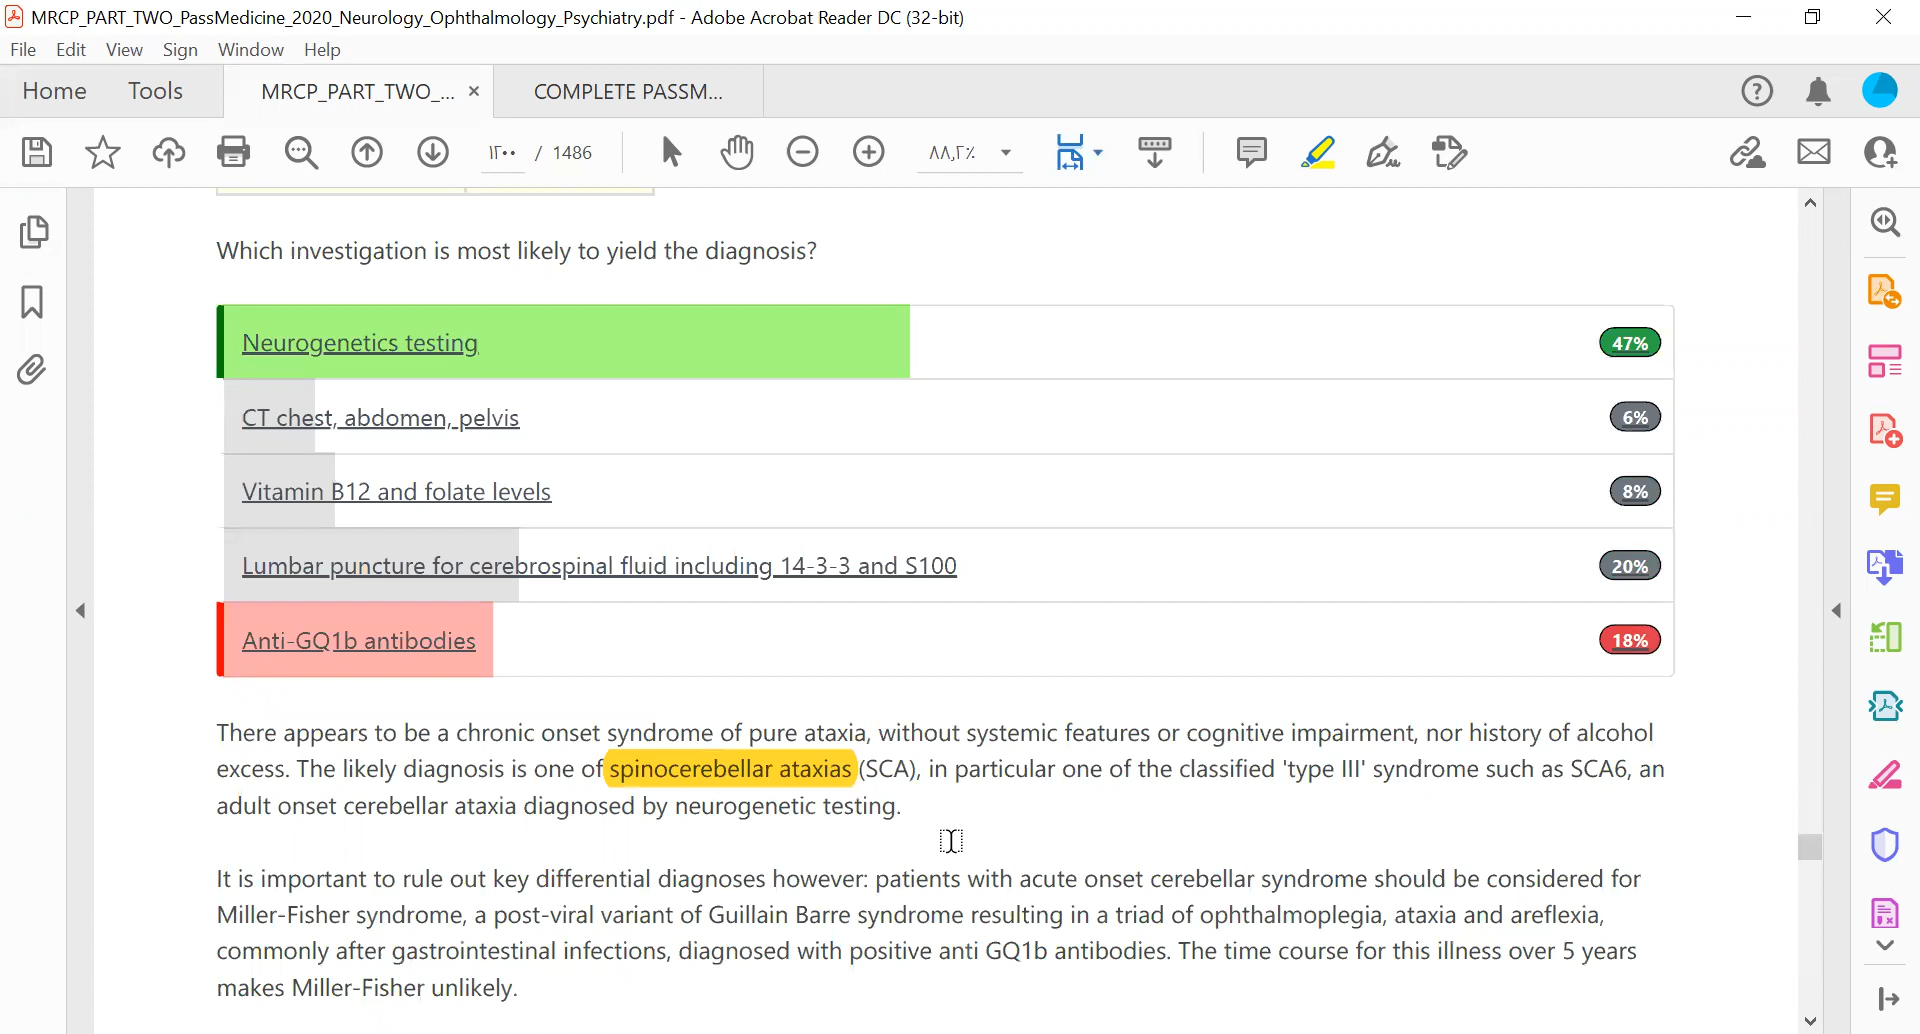 MRCP_PART_TWO_PassMedicine_2020_Neurology_Ophthalmology_Psychiatry.pdf - Adobe Acrobat Reader DC (32-bit)
File Edit View Sign Window Help
Home Tools MRCP_PART_TWO_... × COMPLETE PASSM...
١٣٠٠ / 1486 ٨٨,٣٪
Which investigation is most likely to yield the diagnosis?
Neurogenetics testing 47%
CT chest, abdomen, pelvis 6%
Vitamin B12 and folate levels 8%
Lumbar puncture for cerebrospinal fluid including 14-3-3 and S100 20%
Anti-GQ1b antibodies 18%
There appears to be a chronic onset syndrome of pure ataxia, without systemic features or cognitive impairment, nor history of alcohol
excess. The likely diagnosis is one of spinocerebellar ataxias (SCA), in particular one of the classified 'type III' syndrome such as SCA6, an
adult onset cerebellar ataxia diagnosed by neurogenetic testing.
It is important to rule out key differential diagnoses however: patients with acute onset cerebellar syndrome should be considered for
Miller-Fisher syndrome, a post-viral variant of Guillain Barre syndrome resulting in a triad of ophthalmoplegia, ataxia and areflexia,
commonly after gastrointestinal infections, diagnosed with positive anti GQ1b antibodies. The time course for this illness over 5 years
makes Miller-Fisher unlikely.